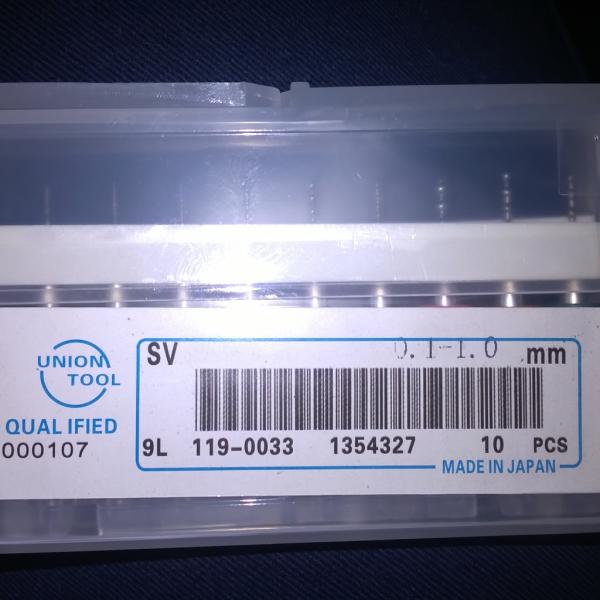 UNION
TOOL
QUALIFIED
000107
SV 0.1-1.0 mm
9L 119-0033 1354327 10 PCS
MADE IN JAPAN